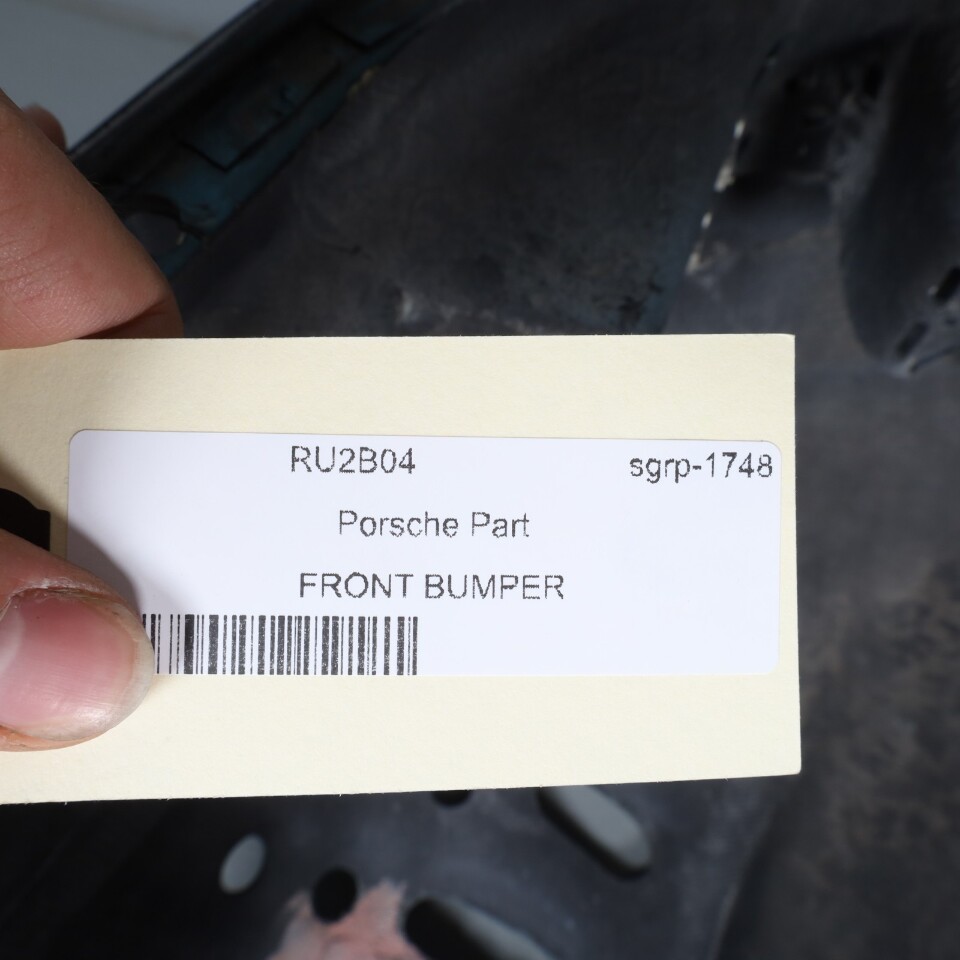 RU2B04 sgrp-1748
Porsche Part
FRONT BUMPER